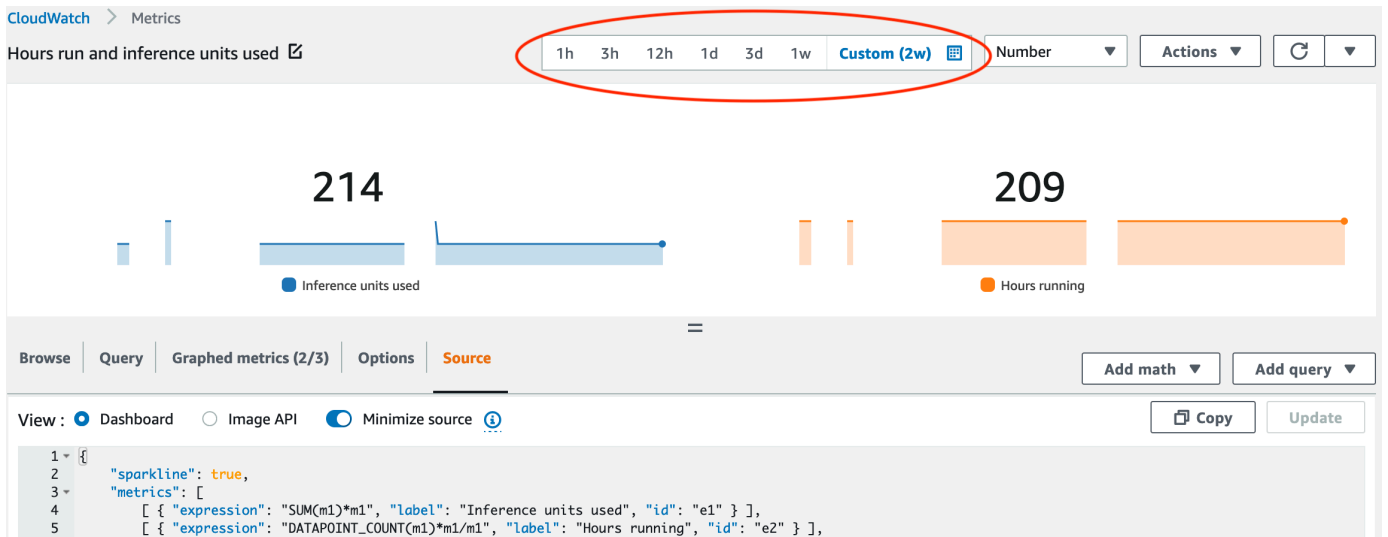 CloudWatch > Metrics
Hours run and inference units used
1h 3h 12h 1d 3d 1w Custom (2w) Number Actions
214 209
Inference units used Hours running
Browse Query Graphed metrics (2/3) Options Source
Add math Add query
View : Dashboard Image API Minimize source
Copy Update
1 {
2 "sparkline": true,
3 "metrics": [
4 [ { "expression": "SUM(m1)*m1", "label": "Inference units used", "id": "e1" } ],
5 [ { "expression": "DATAPOINT_COUNT(m1)*m1/m1", "label": "Hours running", "id": "e2" } ],